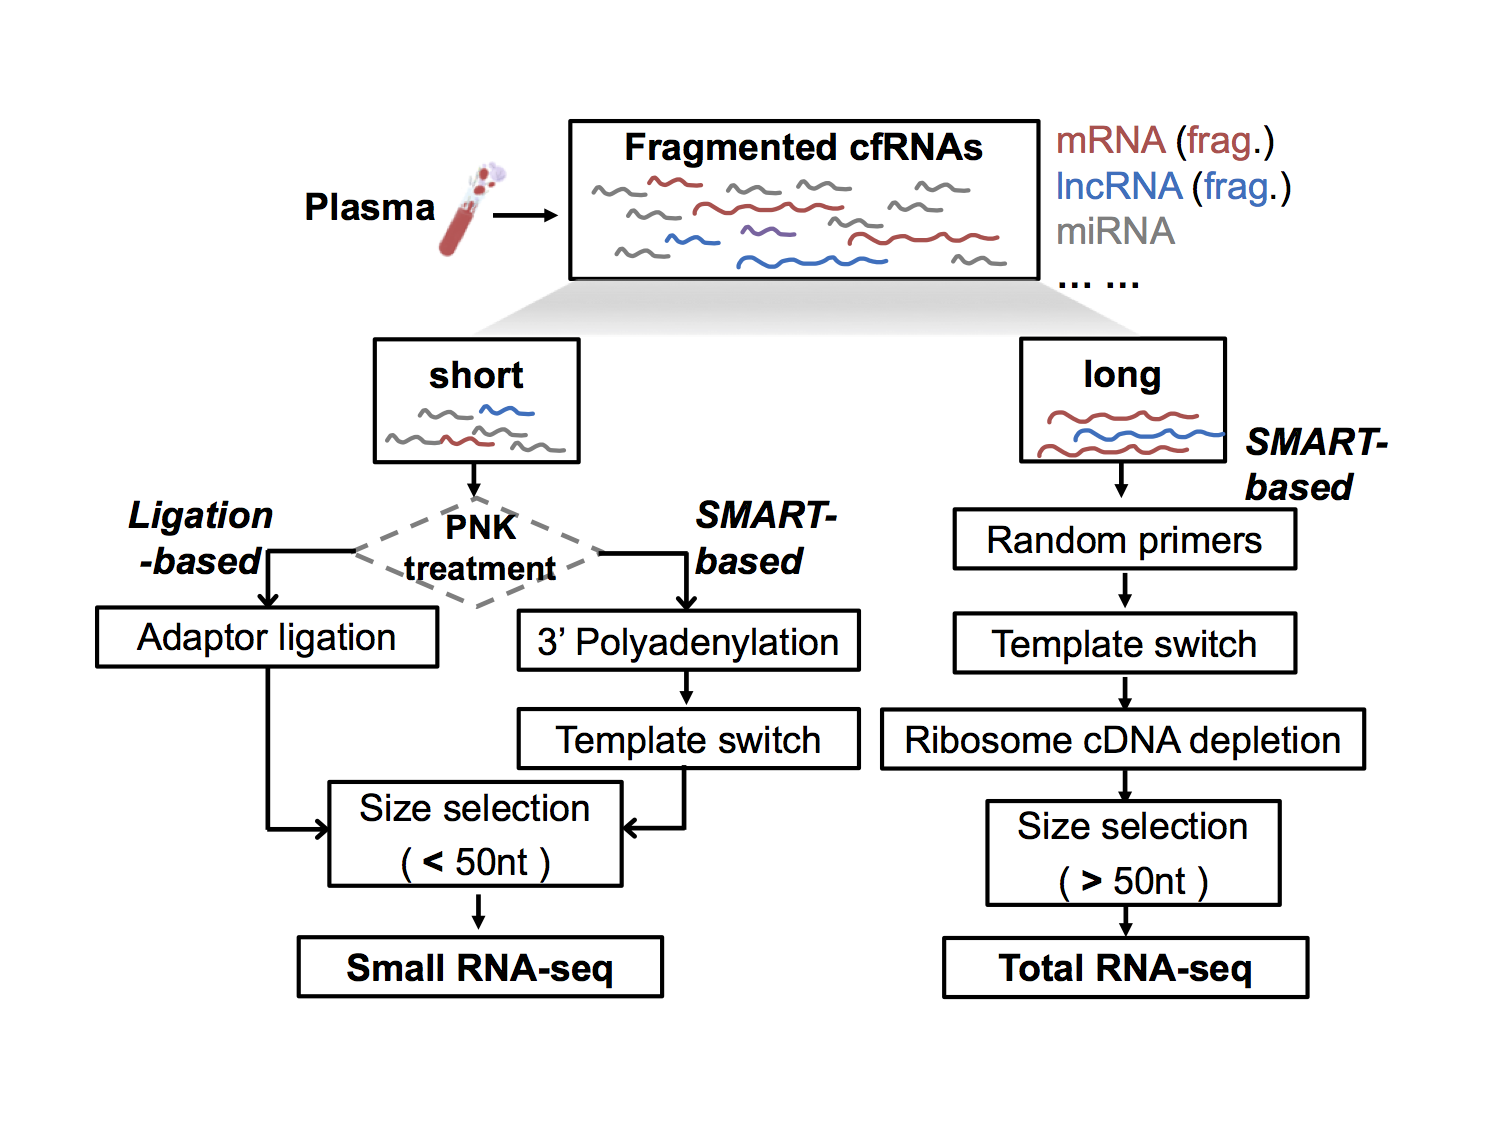 Fragmented cfRNAs
mRNA (frag.)
lncRNA (frag.)
miRNA
... ...
Plasma
short
long
SMART-
based
Ligation
-based
PNK
treatment
SMART-
based
Random primers
Adaptor ligation
3’ Polyadenylation
Template switch
Template switch
Ribosome cDNA depletion
Size selection
( < 50nt )
Size selection
( > 50nt )
Small RNA-seq
Total RNA-seq